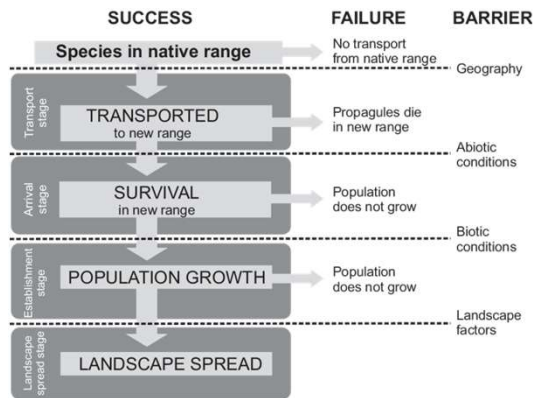 SUCCESS
FAILURE
BARRIER
Species in native range
No transport
from native range
Geography
Transport
stage
TRANSPORTED
to new range
Propagules die
in new range
Abiotic
conditions
Arrival
stage
SURVIVAL
in new range
Population
does not grow
Biotic
conditions
Establishment
stage
POPULATION GROWTH
Population
does not grow
Landscape
factors
Landscape
spread stage
LANDSCAPE SPREAD